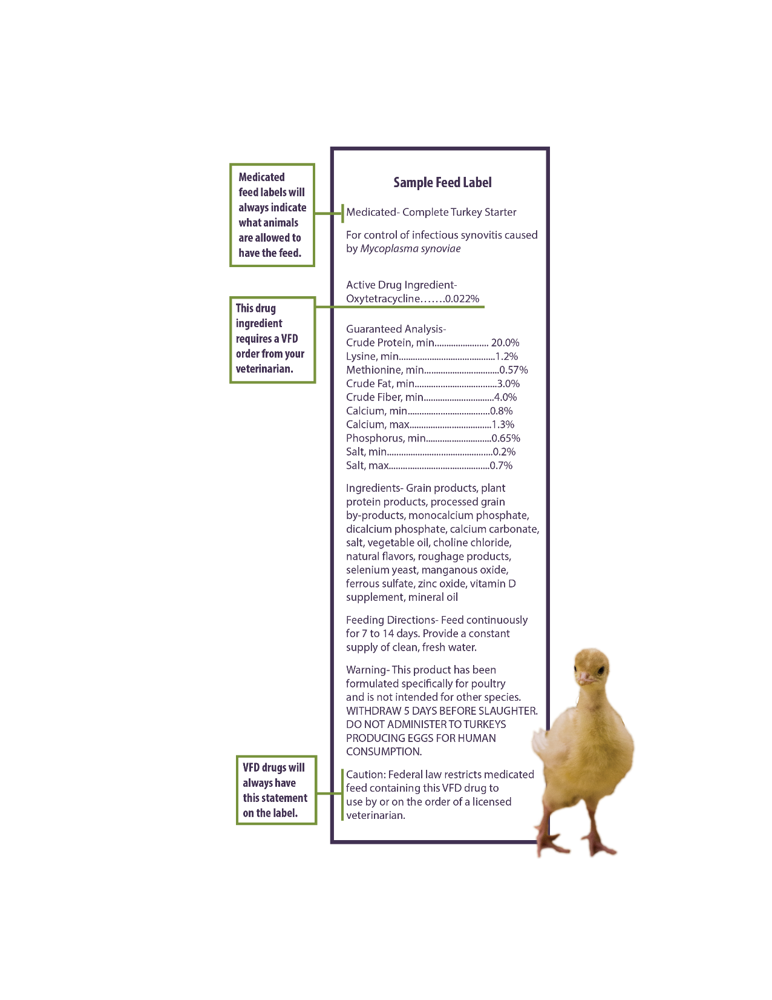 Medicated
feed labels will
always indicate
what animals
are allowed to
have the feed.
This drug
ingredient
requires a VFD
order from your
veterinarian.
VFD drugs will
always have
this statement
on the label.
Sample Feed Label
Medicated- Complete Turkey Starter
For control of infectious synovitis caused
by Mycoplasma synoviae
Active Drug Ingredient-
Oxytetracycline.......0.022%
Guaranteed Analysis-
Crude Protein, min....................... 20.0%
Lysine, min.........................................1.2%
Methionine, min................................0.57%
Crude Fat, min...................................3.0%
Crude Fiber, min..............................4.0%
Calcium, min...................................0.8%
Calcium, max...................................1.3%
Phosphorus, min............................0.65%
Salt, min.............................................0.2%
Salt, max...........................................0.7%
Ingredients- Grain products, plant
protein products, processed grain
by-products, monocalcium phosphate,
dicalcium phosphate, calcium carbonate,
salt, vegetable oil, choline chloride,
natural flavors, roughage products,
selenium yeast, manganous oxide,
ferrous sulfate, zinc oxide, vitamin D
supplement, mineral oil
Feeding Directions- Feed continuously
for 7 to 14 days. Provide a constant
supply of clean, fresh water.
Warning- This product has been
formulated specifically for poultry
and is not intended for other species.
WITHDRAW 5 DAYS BEFORE SLAUGHTER.
DO NOT ADMINISTER TO TURKEYS
PRODUCING EGGS FOR HUMAN
CONSUMPTION.
Caution: Federal law restricts medicated
feed containing this VFD drug to
use by or on the order of a licensed
veterinarian.